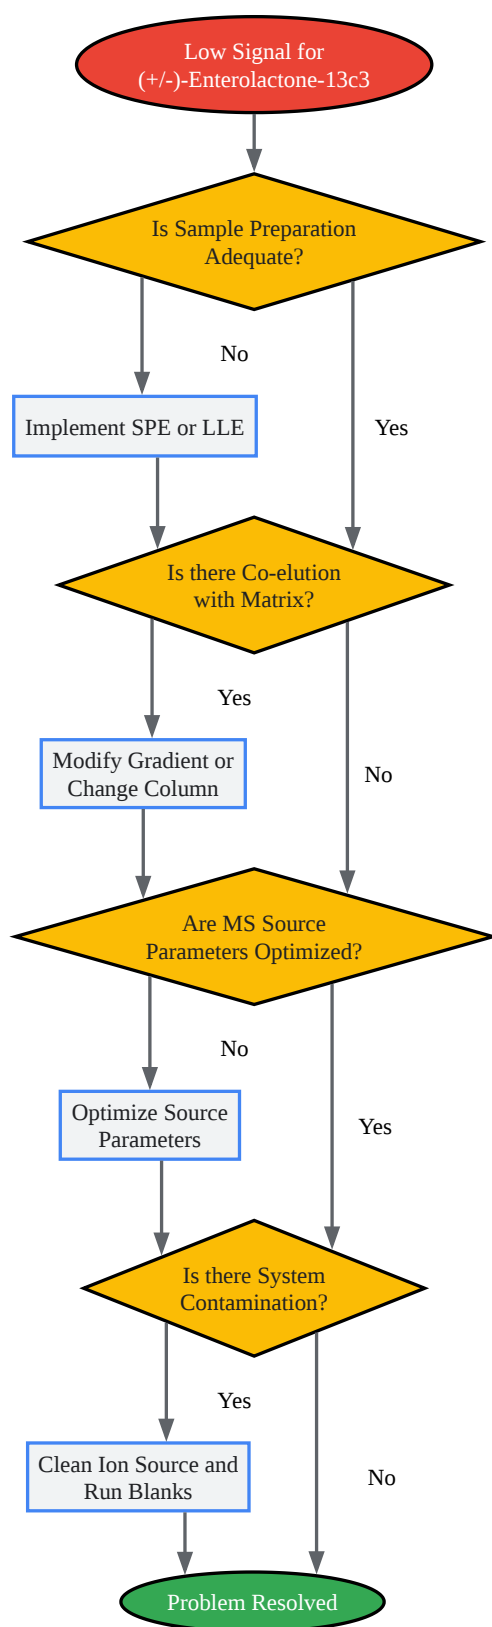 Low Signal for
(+/-)-Enterolactone-13c3
Is Sample Preparation
Adequate?
No
Implement SPE or LLE
Yes
Is there Co-elution
with Matrix?
Yes
Modify Gradient or
Change Column
No
Are MS Source
Parameters Optimized?
No
Optimize Source
Parameters
Yes
Is there System
Contamination?
Yes
Clean Ion Source and
Run Blanks
No
Problem Resolved